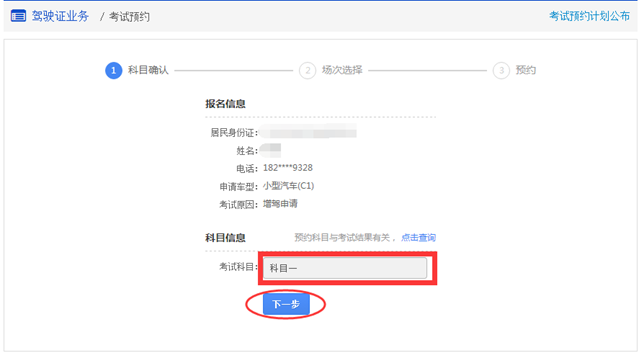 驾驶证业务 / 考试预约 考试预约计划公布
1 科目确认 2 场次选择 3 预约
报名信息
居民身份证:
姓名:
电话: 182****9328
申请车型: 小型汽车(C1)
考试原因: 增驾申请
科目信息 预约科目与考试结果有关， 点击查询
考试科目: 科目一
下一步